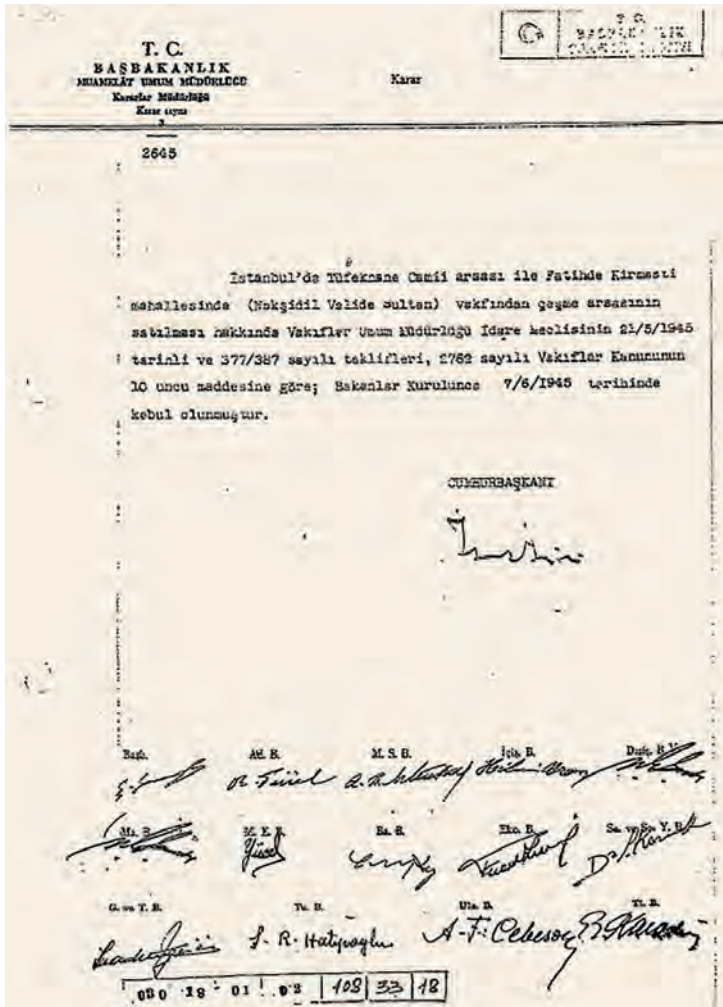 T. C.
BAŞBAKANLIK
MUAMELÂT UMUM MÜDÜRLÜĞÜ
Kararlar Müdürlüğü
Karar sayısı
3
2645
Karar
T. C.
BAŞBAKANLIK
İstanbul'da Tüfekhane Camii arsası ile Fatihde Kirmasti
mahallesinde (Nakşidil Valide Sultan) vakfından çeşme arsasının
satılması hakkında Vakıflar Umum Müdürlüğü İdare Meclisinin 21/5/1945
tarihli ve 377/387 sayılı teklifleri, 2762 sayılı Vakıflar Kanununun
10 uncu maddesine göre; Bakanlar Kurulunca 7/6/1945 tarihinde
kabul olunmuştur.
CUMHURBAŞKANI
Başb. Ad. B. M. S. B. İçiş. B. Dışiş. B. V.
Ma. B. M. E. B. Ba. B. Eko. B. Sa. ve So. Y. B.
Yücel
G. ve T. B. Ta. B. Ula. B. Ti. B.
Ş. R. Hatipoğlu A. F. Cebesoy
030 18 01 02 108 33 18